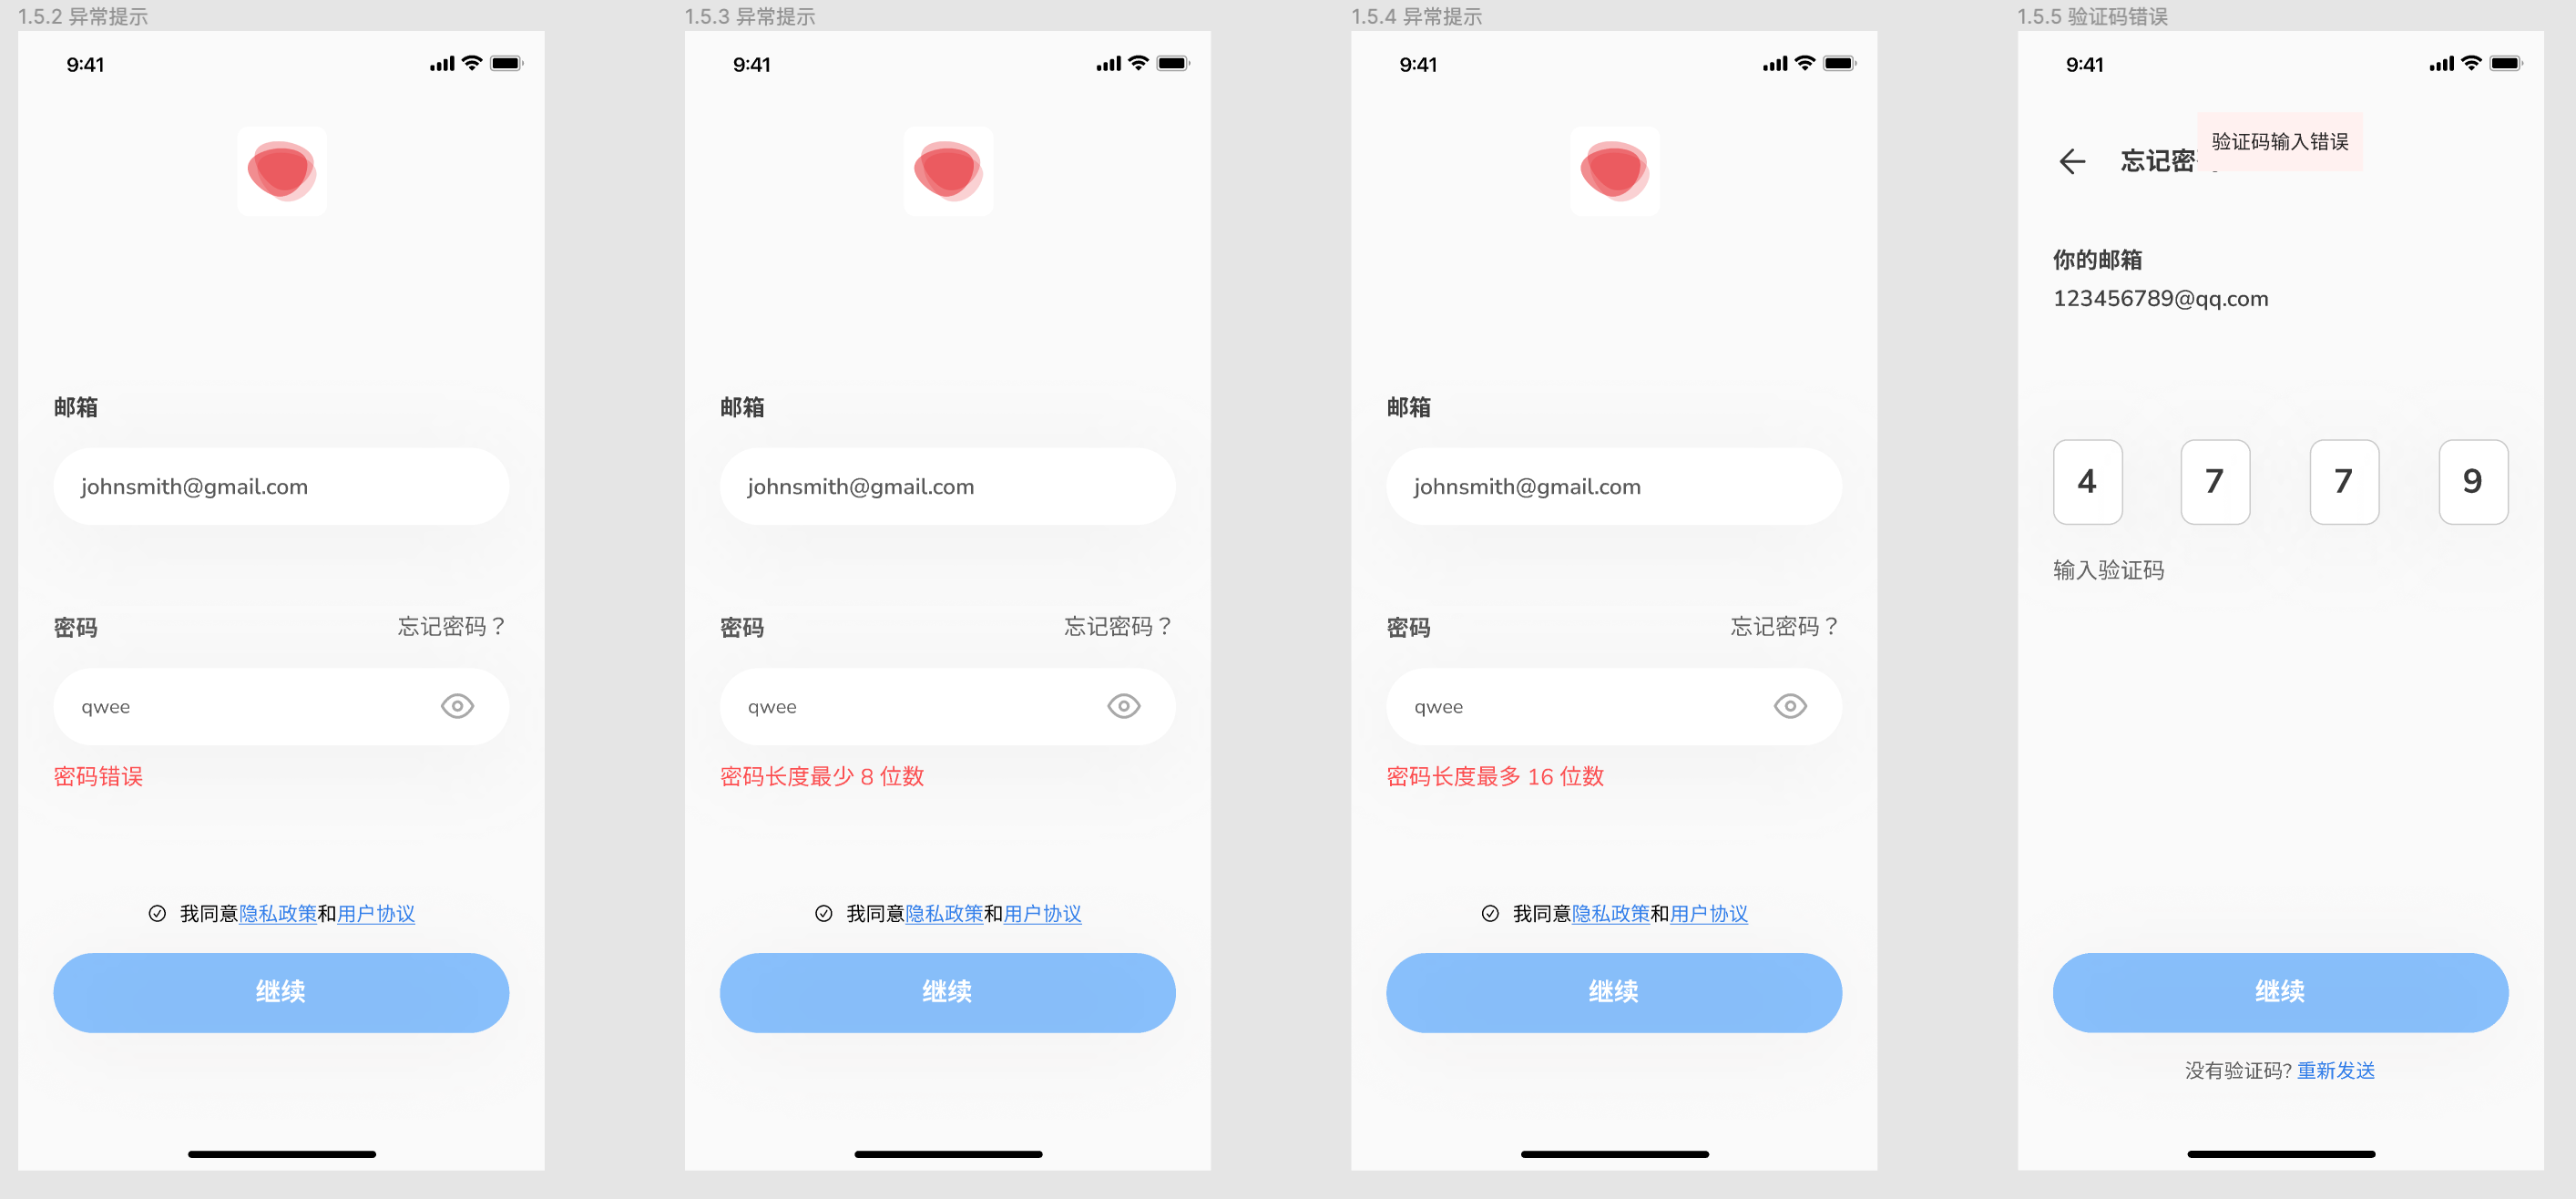 1.5.2 异常提示
9:41
邮箱
johnsmith@gmail.com
密码
忘记密码？
qwee
密码错误
我同意隐私政策和用户协议
继续
1.5.3 异常提示
9:41
邮箱
johnsmith@gmail.com
密码
忘记密码？
qwee
密码长度最少 8 位数
我同意隐私政策和用户协议
继续
1.5.4 异常提示
9:41
邮箱
johnsmith@gmail.com
密码
忘记密码？
qwee
密码长度最多 16 位数
我同意隐私政策和用户协议
继续
1.5.5 验证码错误
9:41
验证码输入错误
忘记密
你的邮箱
123456789@qq.com
4 7 7 9
输入验证码
继续
没有验证码? 重新发送